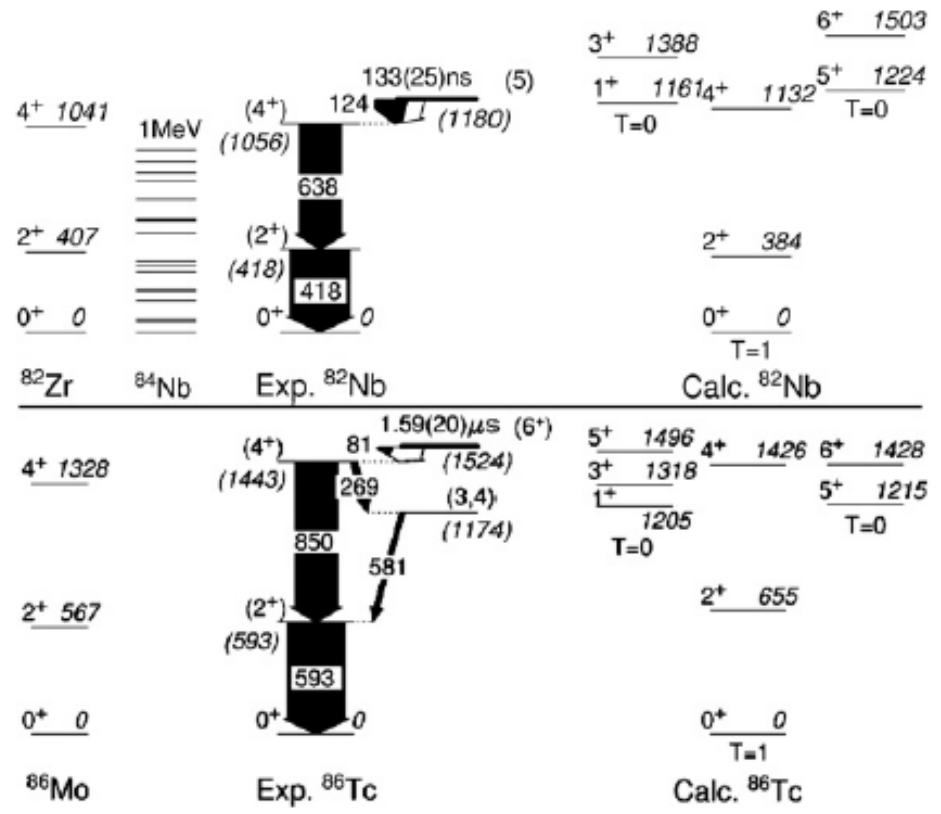 6⁺ 1503
3⁺ 1388
133(25)ns (5)
4⁺ 1041
1MeV
(4⁺) 124
(1180)
1⁺ 1161
4⁺ 1132
5⁺ 1224
T=0
T=0
(1056)
638
2⁺ 407
(2⁺)
2⁺ 384
(418)
418
0⁺ 0
0⁺ 0
0⁺ 0
T=1
⁸²Zr
⁸⁴Nb
Exp. ⁸²Nb
Calc. ⁸²Nb
1.59(20)μs (6⁺)
(4⁺) 81
(1524)
5⁺ 1496
4⁺ 1426
6⁺ 1428
4⁺ 1328
(1443)
269
3⁺ 1318
(3,4)
1⁺
5⁺ 1215
(1174)
1205
T=0
T=0
850
581
2⁺ 567
(2⁺)
2⁺ 655
(593)
593
0⁺ 0
0⁺ 0
0⁺ 0
T=1
⁸⁶Mo
Exp. ⁸⁶Tc
Calc. ⁸⁶Tc